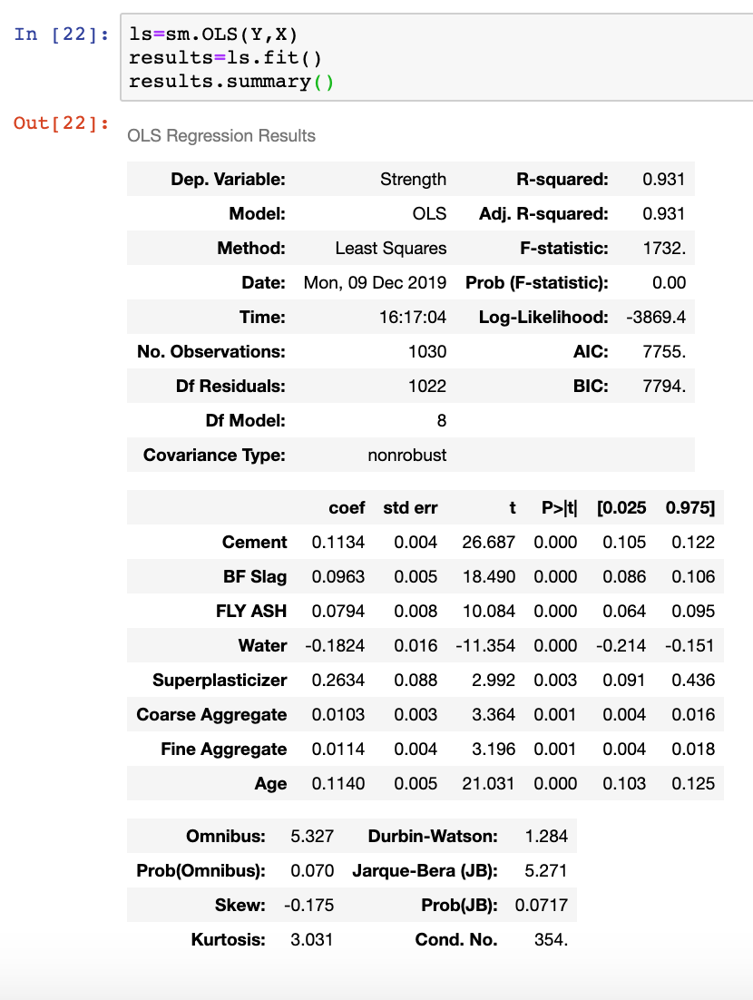 In [22]: ls=sm.OLS(Y,X)
results=ls.fit()
results.summary()
Out[22]: OLS Regression Results
Dep. Variable: Strength R-squared: 0.931
Model: OLS Adj. R-squared: 0.931
Method: Least Squares F-statistic: 1732.
Date: Mon, 09 Dec 2019 Prob (F-statistic): 0.00
Time: 16:17:04 Log-Likelihood: -3869.4
No. Observations: 1030 AIC: 7755.
Df Residuals: 1022 BIC: 7794.
Df Model: 8
Covariance Type: nonrobust
coef std err t P>|t| [0.025 0.975]
Cement 0.1134 0.004 26.687 0.000 0.105 0.122
BF Slag 0.0963 0.005 18.490 0.000 0.086 0.106
FLY ASH 0.0794 0.008 10.084 0.000 0.064 0.095
Water -0.1824 0.016 -11.354 0.000 -0.214 -0.151
Superplasticizer 0.2634 0.088 2.992 0.003 0.091 0.436
Coarse Aggregate 0.0103 0.003 3.364 0.001 0.004 0.016
Fine Aggregate 0.0114 0.004 3.196 0.001 0.004 0.018
Age 0.1140 0.005 21.031 0.000 0.103 0.125
Omnibus: 5.327 Durbin-Watson: 1.284
Prob(Omnibus): 0.070 Jarque-Bera (JB): 5.271
Skew: -0.175 Prob(JB): 0.0717
Kurtosis: 3.031 Cond. No. 354.